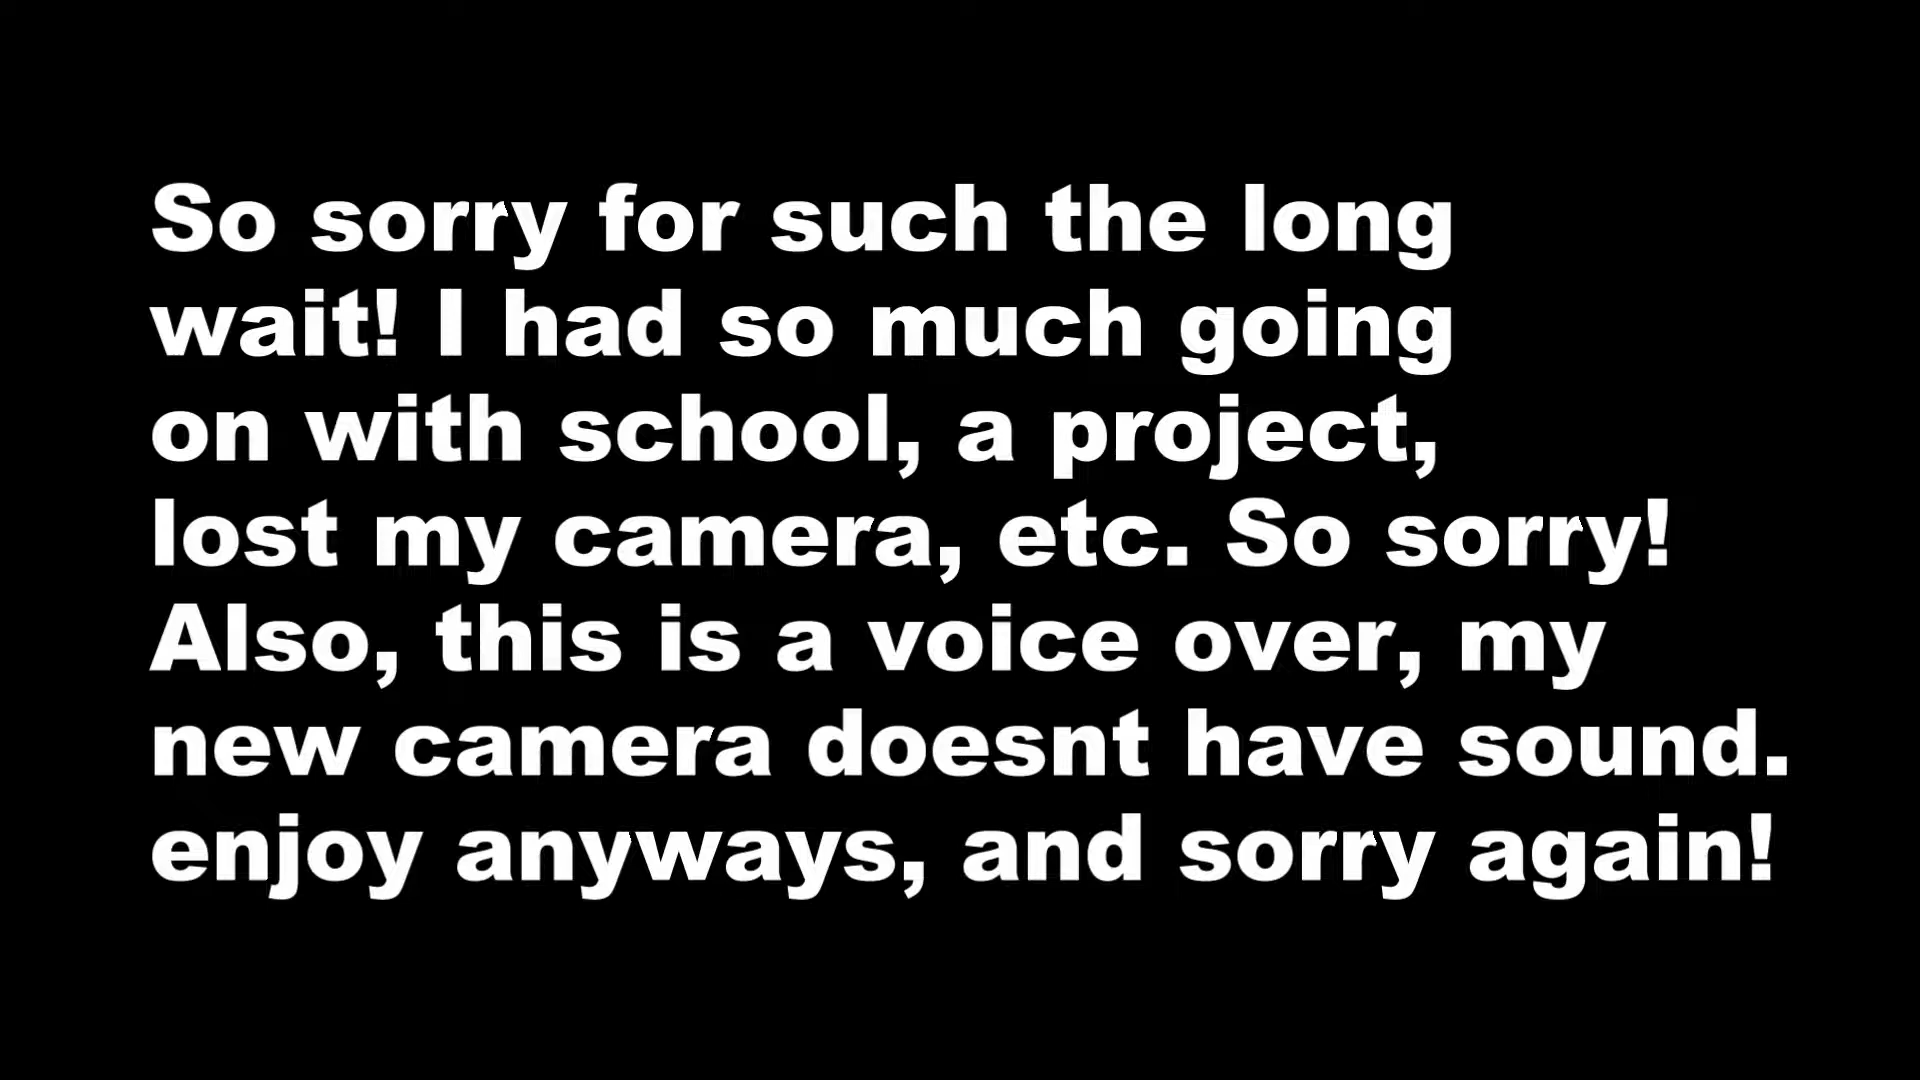 So sorry for such the long
wait! I had so much going
on with school, a project,
lost my camera, etc. So sorry!
Also, this is a voice over, my
new camera doesnt have sound.
enjoy anyways, and sorry again!